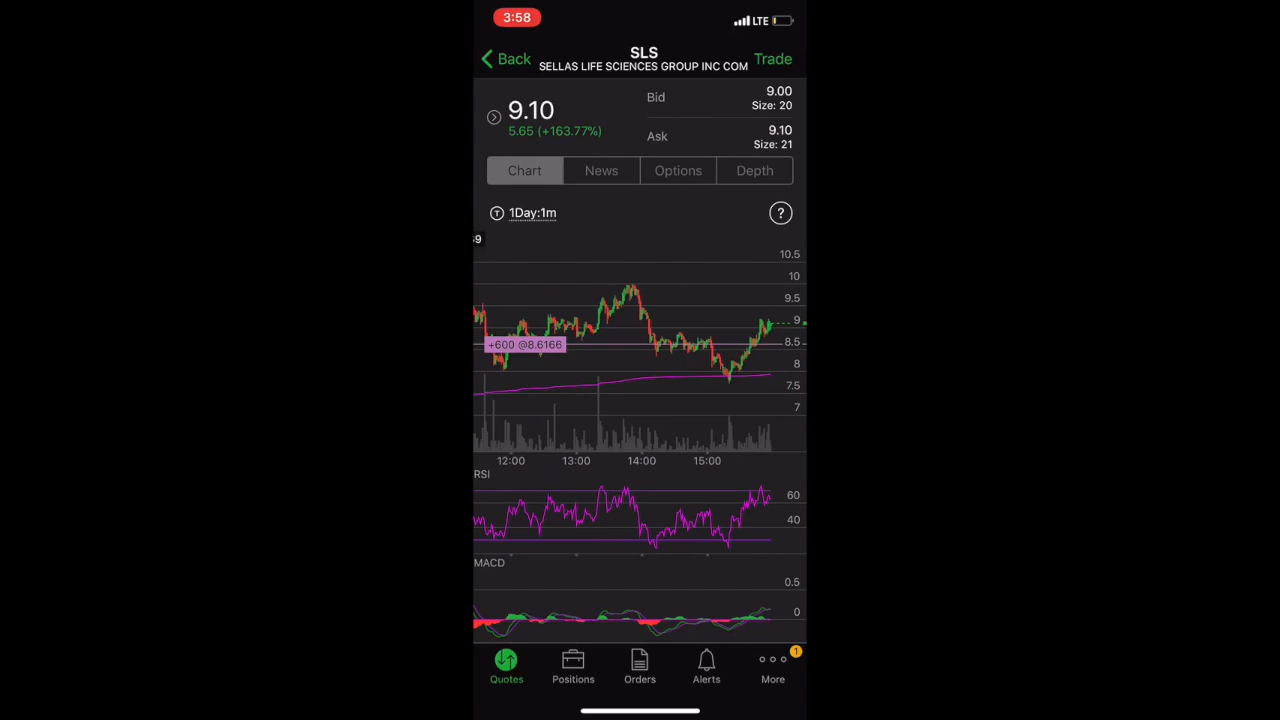 3:58
LTE
Back
SLS
SELLAS LIFE SCIENCES GROUP INC COM
Trade
9.10
5.65 (+163.77%)
Bid
9.00
Size: 20
Ask
9.10
Size: 21
Chart
News
Options
Depth
T
1Day:1m
?
10.5
10
9.5
9
8.5
8
7.5
7
+600 @8.6166
12:00
13:00
14:00
15:00
RSI
60
40
MACD
0.5
0
Quotes
Positions
Orders
Alerts
More
1